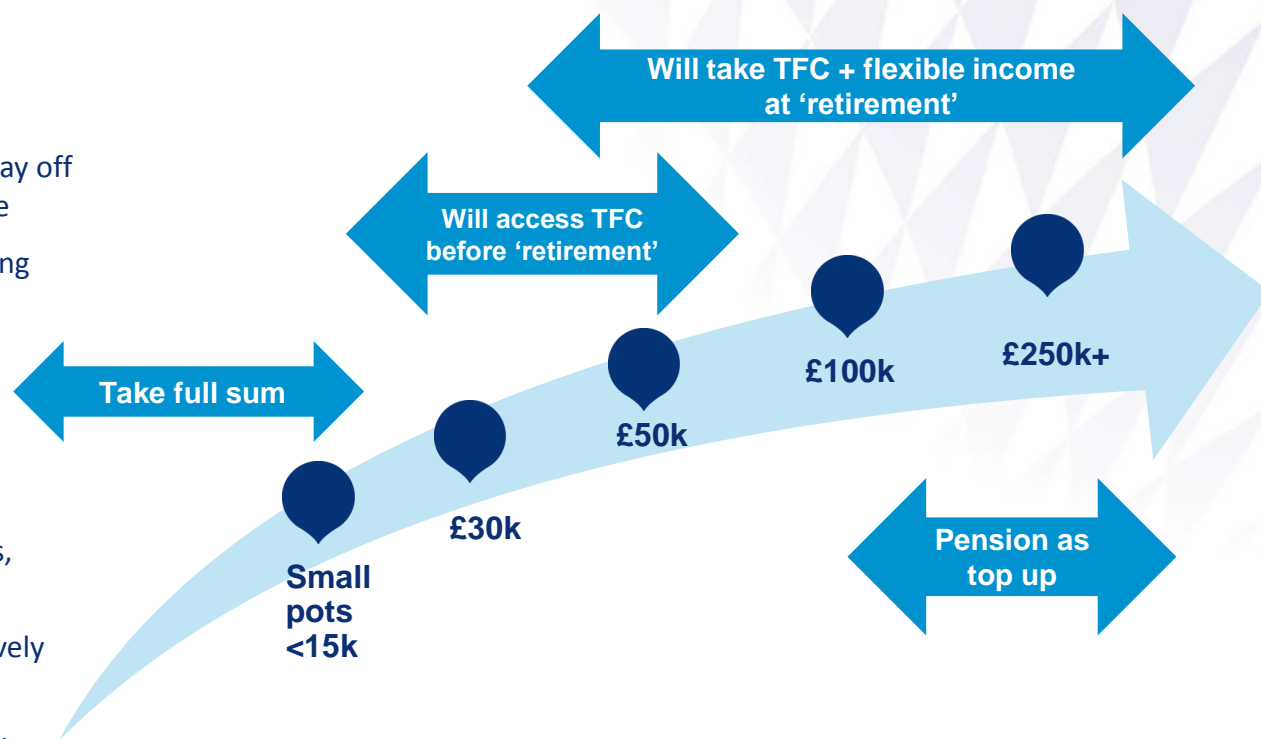 Will take TFC + flexible income
at ‘retirement’
ay off
e
Will access TFC
before ‘retirement’
ng
Take full sum
£250k+
£100k
£50k
£30k
s,
Pension as
top up
Small
pots
<15k
vely